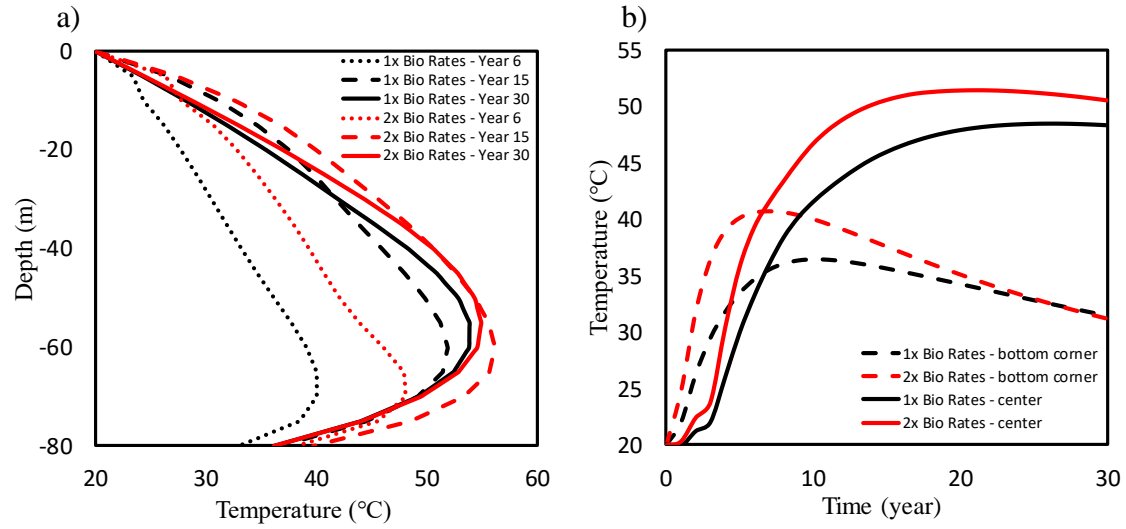 a)
0
-20
-40
-60
-80
Depth (m)
20
30
40
50
60
Temperature (°C)
1x Bio Rates - Year 6
1x Bio Rates - Year 15
1x Bio Rates - Year 30
2x Bio Rates - Year 6
2x Bio Rates - Year 15
2x Bio Rates - Year 30
b)
55
50
45
40
35
30
25
20
Temperature (°C)
0
10
20
30
Time (year)
1x Bio Rates - bottom corner
2x Bio Rates - bottom corner
1x Bio Rates - center
2x Bio Rates - center